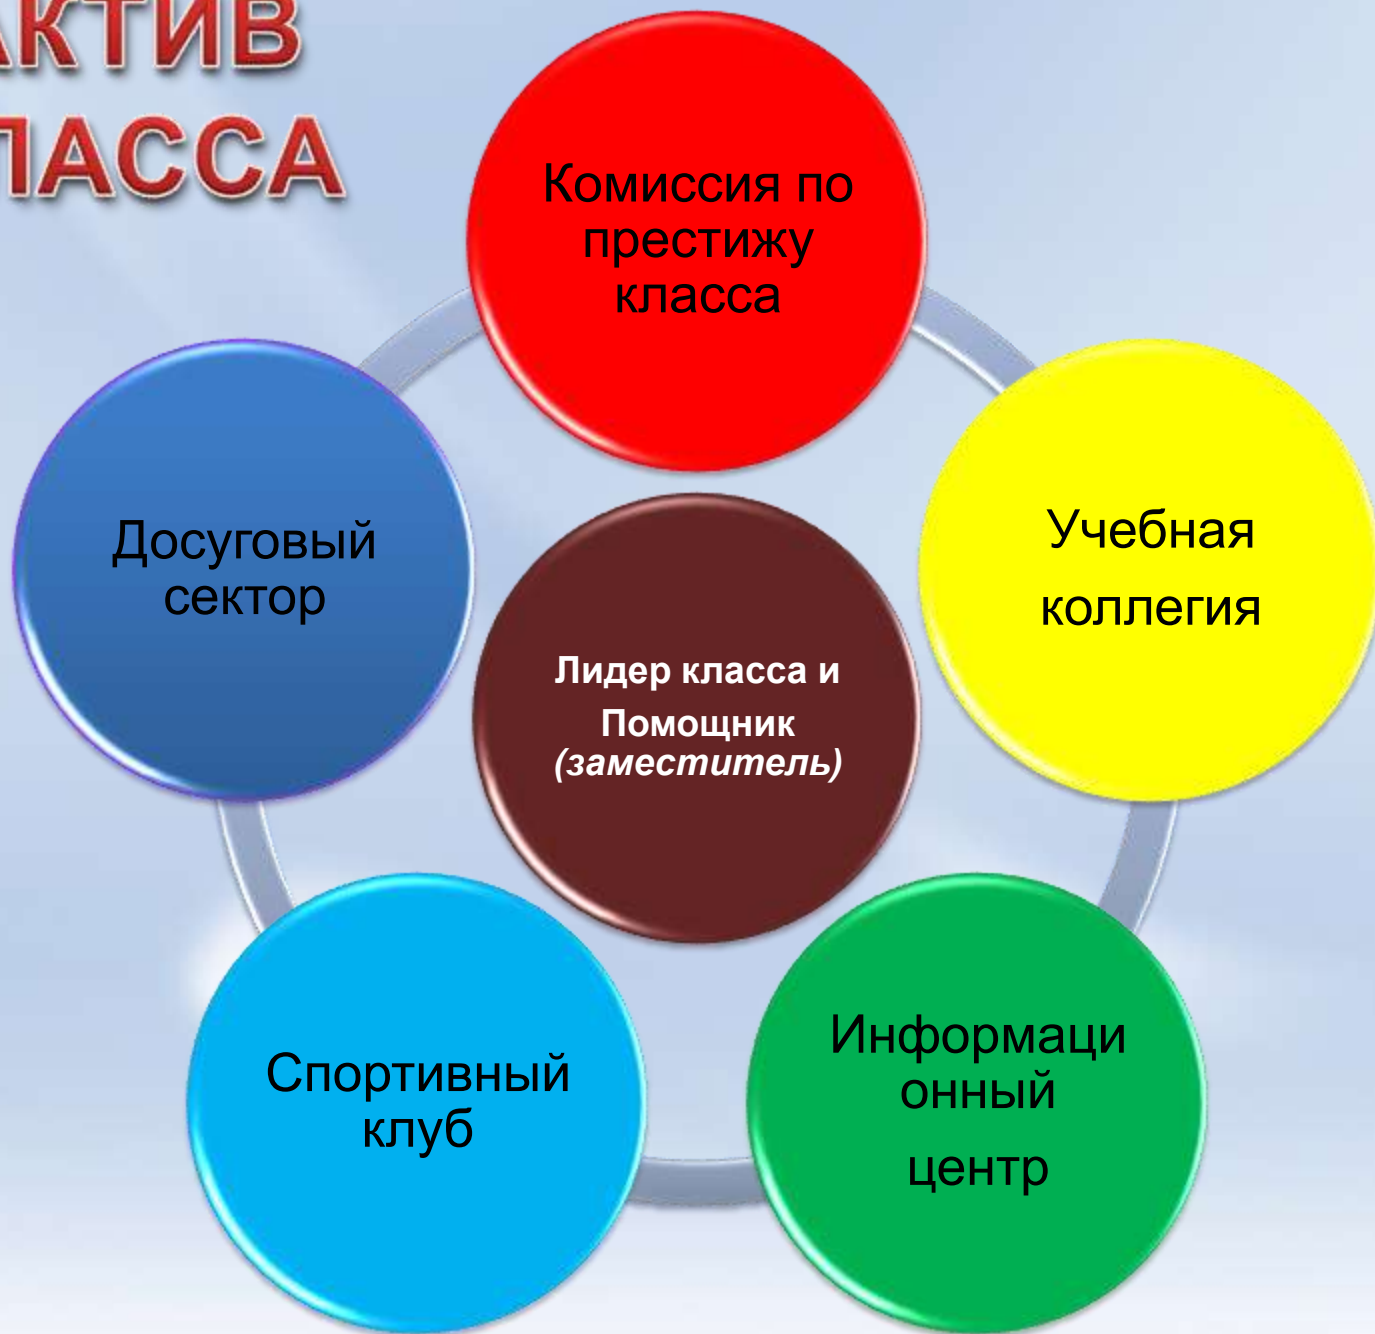 АКТИВ
ЛАССА
Комиссия по
престижу
класса
Досуговый
сектор
Учебная
коллегия
Лидер класса и
Помощник
(заместитель)
Спортивный
клуб
Информаци
онный
центр